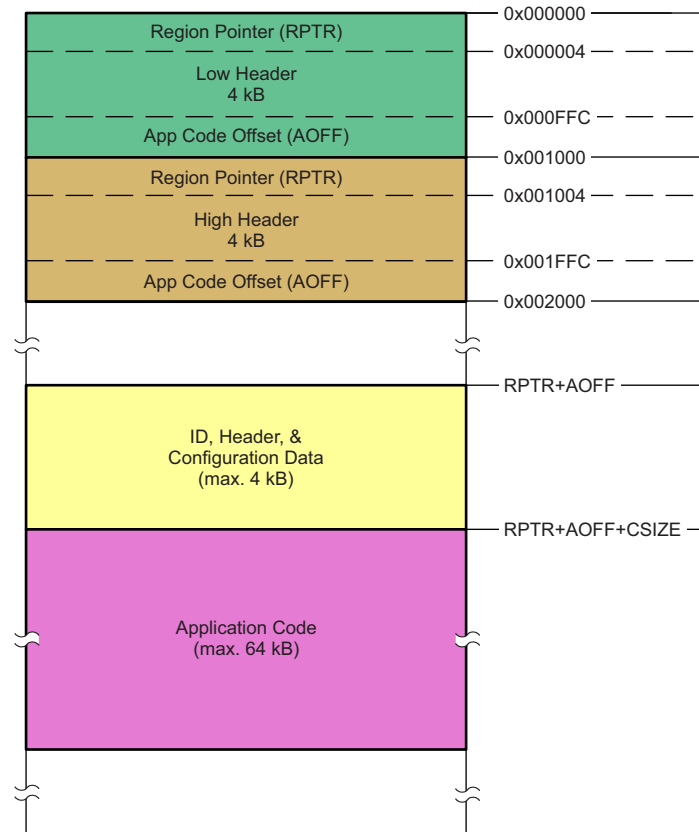 0x000000
Region Pointer (RPTR)
0x000004
Low Header
4 kB
0x000FFC
App Code Offset (AOFF)
0x001000
Region Pointer (RPTR)
0x001004
High Header
4 kB
0x001FFC
App Code Offset (AOFF)
0x002000
RPTR+AOFF
ID, Header, &
Configuration Data
(max. 4 kB)
RPTR+AOFF+CSIZE
Application Code
(max. 64 kB)